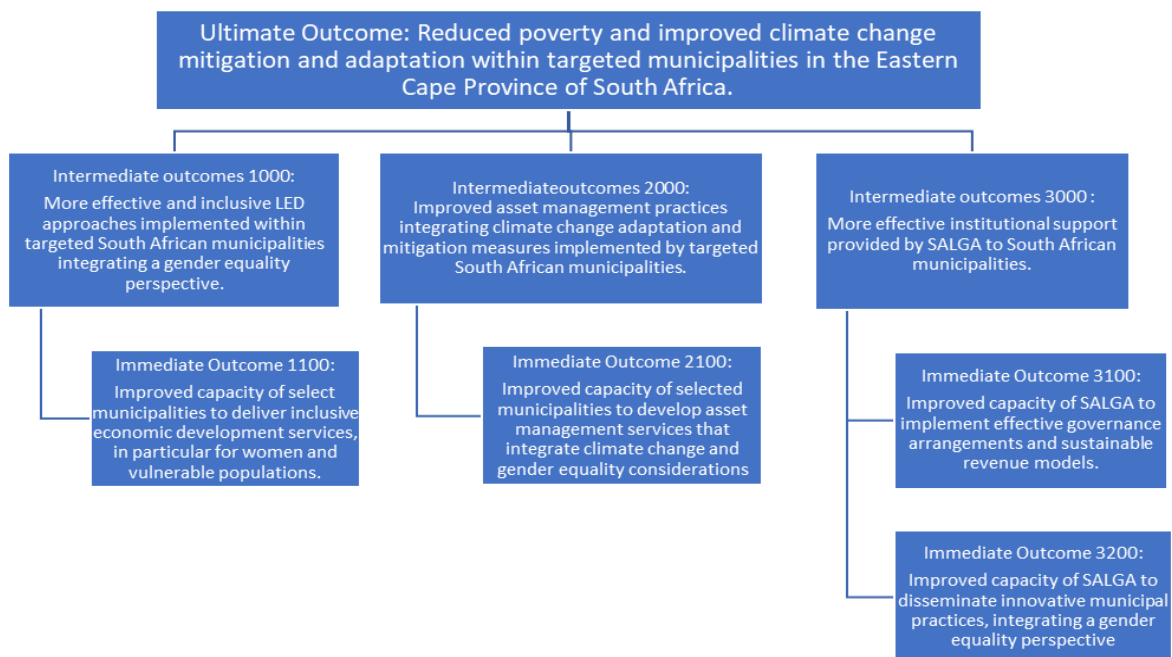 Ultimate Outcome: Reduced poverty and improved climate change
mitigation and adaptation within targeted municipalities in the Eastern
Cape Province of South Africa.
Intermediate outcomes 1000:
More effective and inclusive LED
approaches implemented within
targeted South African municipalities
integrating a gender equality
perspective.
Immediate Outcome 1100:
Improved capacity of select
municipalities to deliver inclusive
economic development services,
in particular for women and
vulnerable populations.
Intermediateoutcomes 2000:
Improved asset management practices
integrating climate change adaptation and
mitigation measures implemented by targeted
South African municipalities.
Immediate Outcome 2100:
Improved capacity of selected
municipalities to develop asset
management services that
integrate climate change and
gender equality considerations
Intermediate outcomes 3000 :
More effective institutional support
provided by SALGA to South African
municipalities.
Immediate Outcome 3100:
Improved capacity of SALGA to
implement effective governance
arrangements and sustainable
revenue models.
Immediate Outcome 3200:
Improved capacity of SALGA to
disseminate innovative municipal
practices, integrating a gender
equality perspective